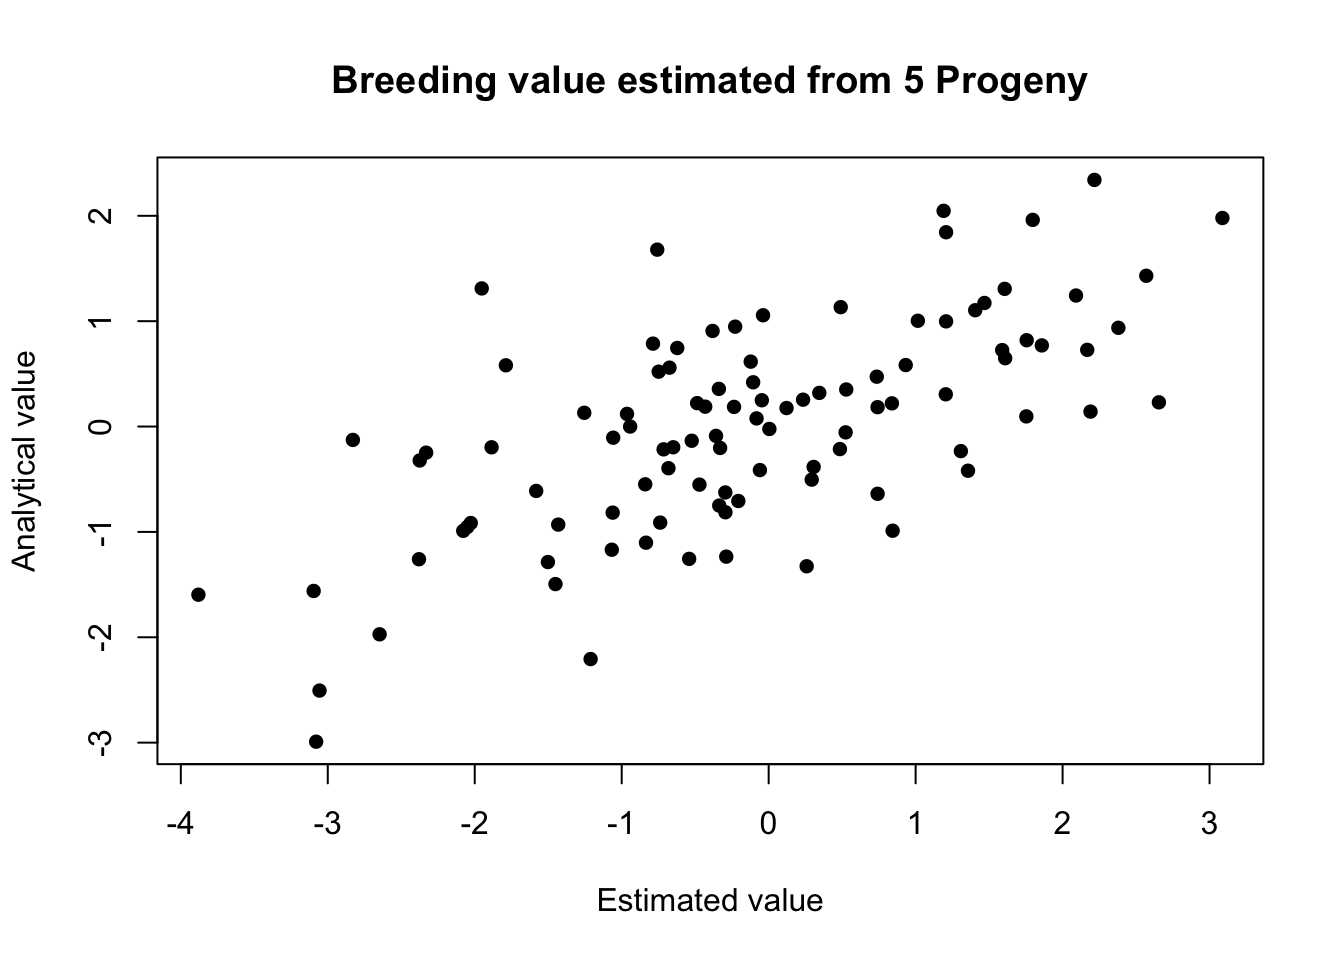 Breeding value estimated from 5 Progeny
Analytical value
2
1
0
-1
-2
-3
-4 -3 -2 -1 0 1 2 3
Estimated value